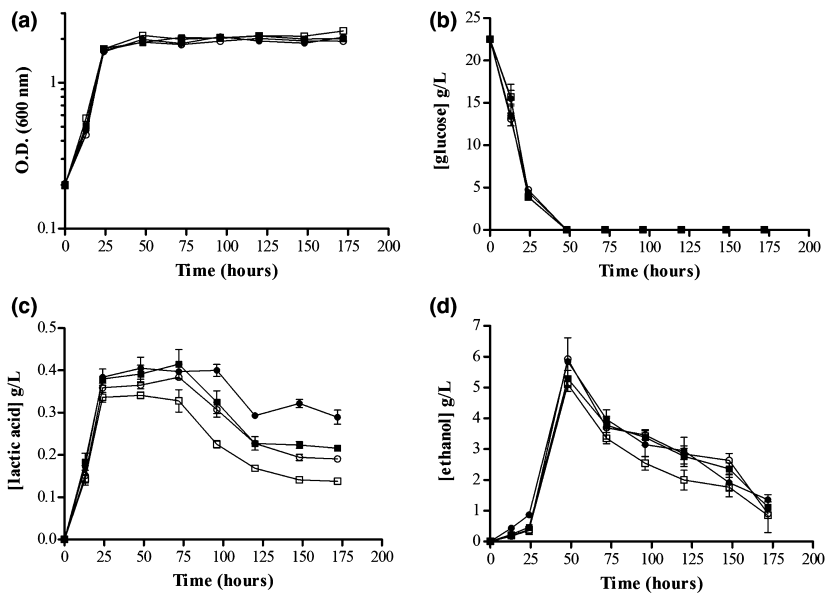 (a)
O.D. (600 nm)
1
0.1
0 25 50 75 100 125 150 175 200
Time (hours)
(b)
[glucose] g/L
25
20
15
10
5
0
0 25 50 75 100 125 150 175 200
Time (hours)
(c)
[lactic acid] g/L
0.5
0.4
0.3
0.2
0.1
0.0
0 25 50 75 100 125 150 175 200
Time (hours)
(d)
[ethanol] g/L
7
6
5
4
3
2
1
0
0 25 50 75 100 125 150 175 200
Time (hours)